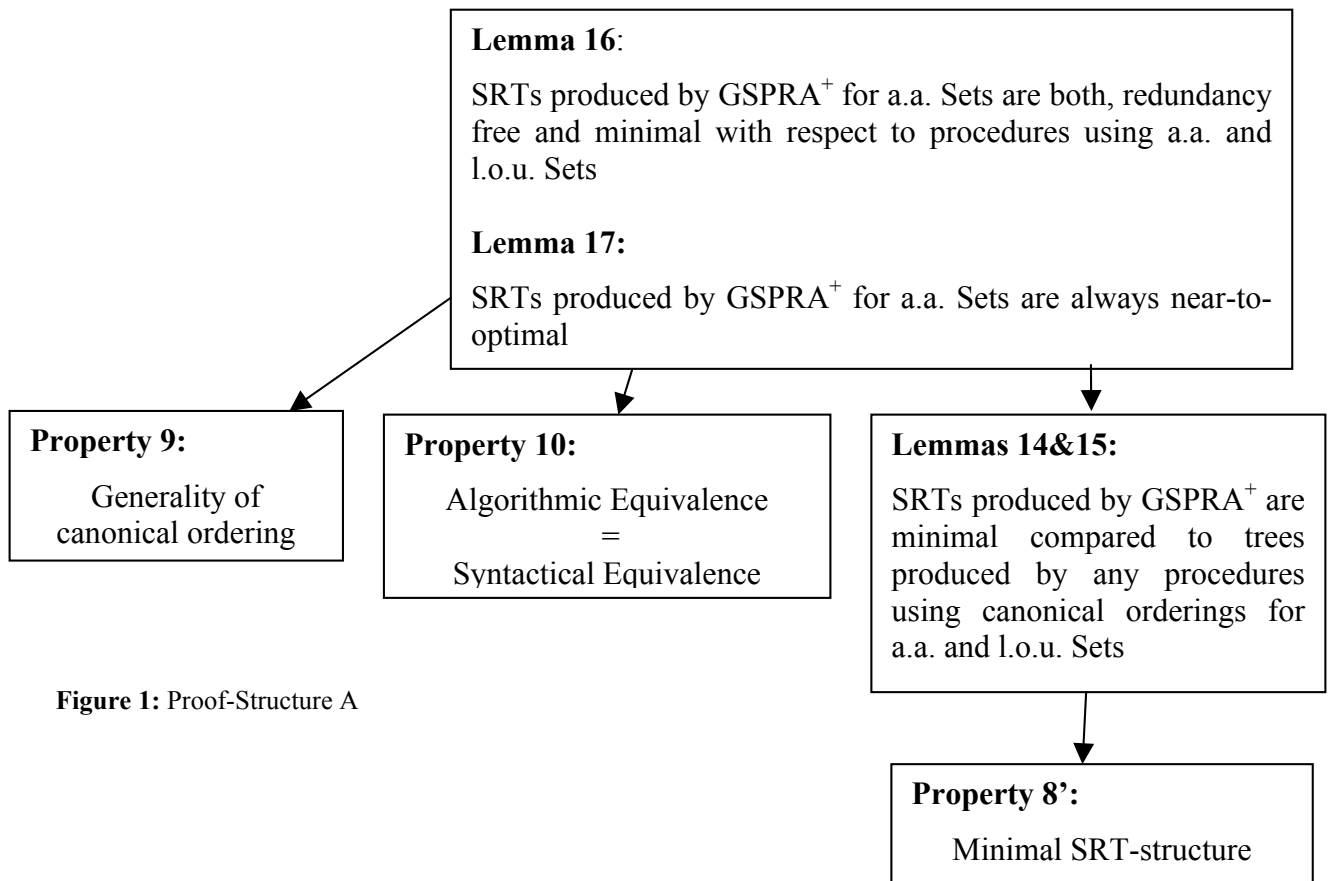 Lemma 16:
SRTs produced by GSPRA+ for a.a. Sets are both, redundancy
free and minimal with respect to procedures using a.a. and
l.o.u. Sets
Lemma 17:
SRTs produced by GSPRA+ for a.a. Sets are always near-to-
optimal
Property 9:
Generality of
canonical ordering
Property 10:
Algorithmic Equivalence
=
Syntactical Equivalence
Lemmas 14&15:
SRTs produced by GSPRA+ are
minimal compared to trees
produced by any procedures
using canonical orderings for
a.a. and l.o.u. Sets
Figure 1: Proof-Structure A
Property 8’:
Minimal SRT-structure